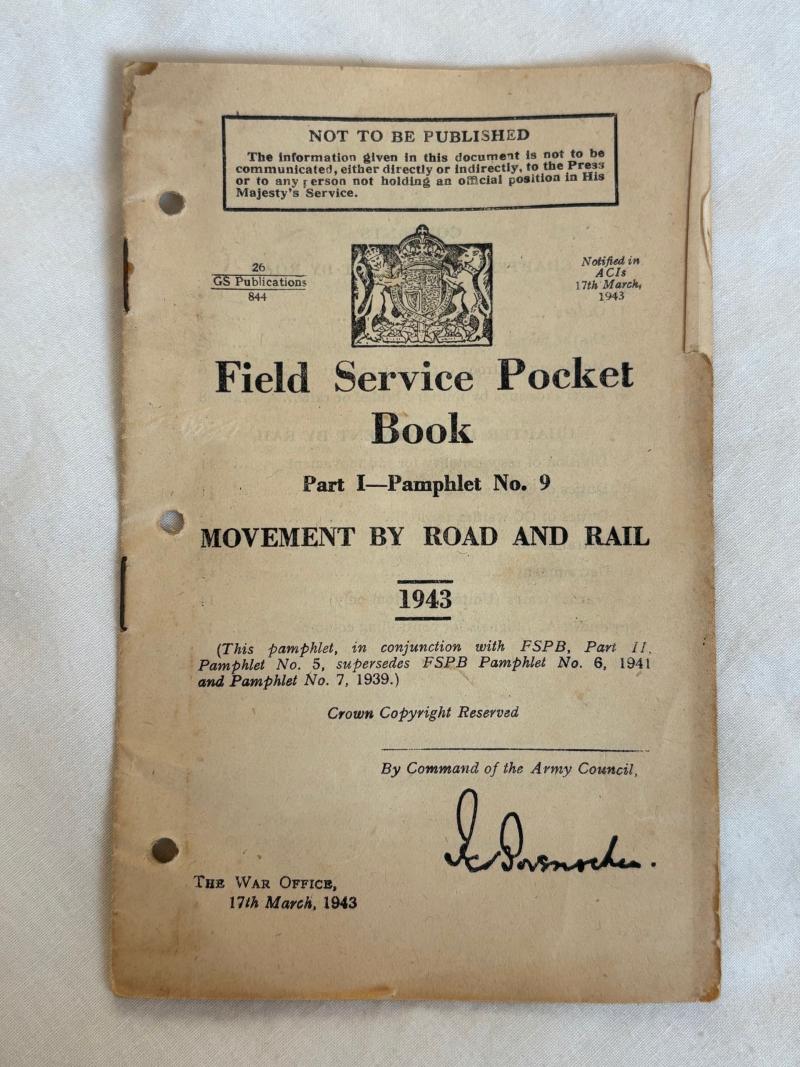 NOT TO BE PUBLISHED
The information given in this document is not to be
communicated, either directly or indirectly, to the Press
or to any person not holding an official position in His
Majesty's Service.
26
GS Publications
844
Notified in
ACIs
17th March,
1943
Field Service Pocket
Book
Part I—Pamphlet No. 9
MOVEMENT BY ROAD AND RAIL
1943
(This pamphlet, in conjunction with FSPB, Part II,
Pamphlet No. 5, supersedes FSPB Pamphlet No. 6, 1941
and Pamphlet No. 7, 1939.)
Crown Copyright Reserved
By Command of the Army Council,
THE WAR OFFICE,
17th March, 1943